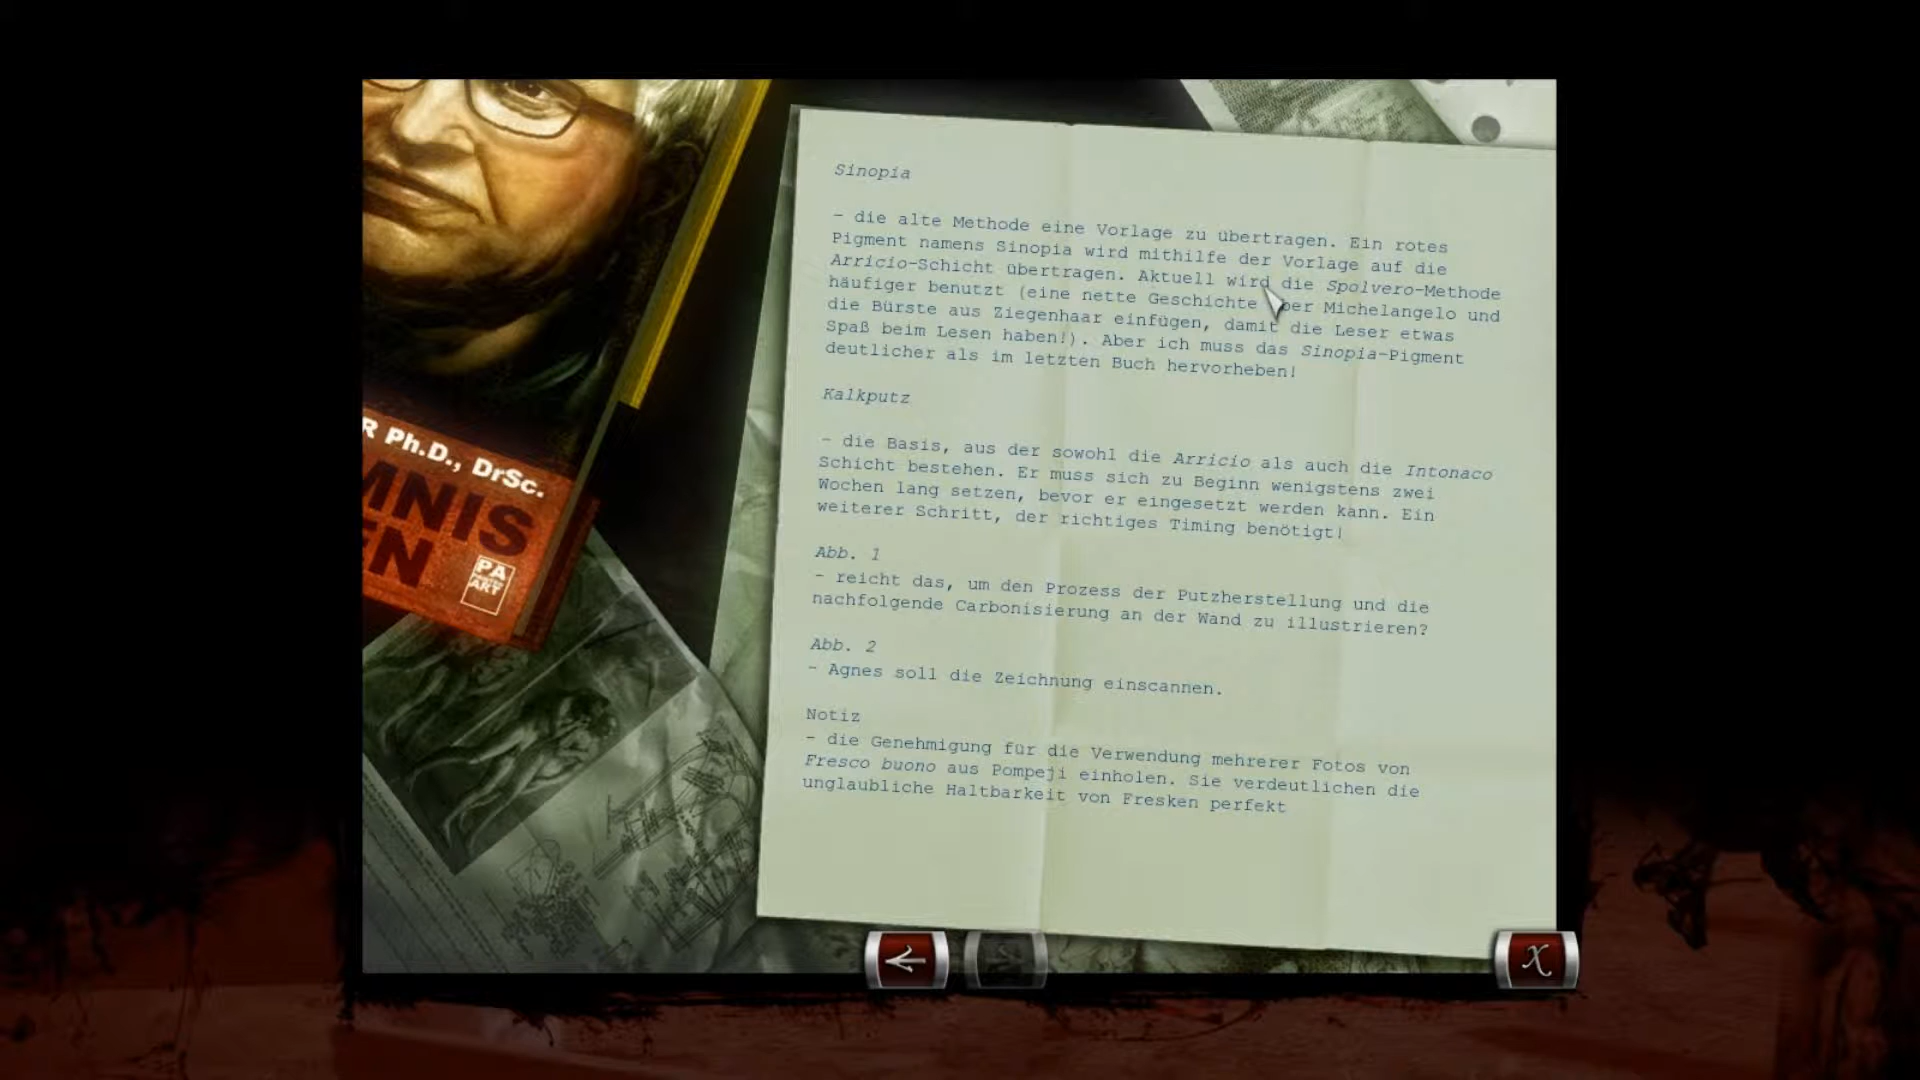 R Ph.D., DrSc.
MNIS
EN
PA
ART
Sinopia
- die alte Methode eine Vorlage zu übertragen. Ein rotes
Pigment namens Sinopia wird mithilfe der Vorlage auf die
Arricio-Schicht übertragen. Aktuell wird die Spolvero-Methode
häufiger benutzt (eine nette Geschichte ber Michelangelo und
die Bürste aus Ziegenhaar einfügen, damit die Leser etwas
Spaß beim Lesen haben!). Aber ich muss das Sinopia-Pigment
deutlicher als im letzten Buch hervorheben!
Kalkputz
- die Basis, aus der sowohl die Arricio als auch die Intonaco
Schicht bestehen. Er muss sich zu Beginn wenigstens zwei
Wochen lang setzen, bevor er eingesetzt werden kann. Ein
weiterer Schritt, der richtiges Timing benötigt!
Abb. 1
- reicht das, um den Prozess der Putzherstellung und die
nachfolgende Carbonisierung an der Wand zu illustrieren?
Abb. 2
- Agnes soll die Zeichnung einscannen.
Notiz
- die Genehmigung für die Verwendung mehrerer Fotos von
Fresco buono aus Pompeji einholen. Sie verdeutlichen die
unglaubliche Haltbarkeit von Fresken perfekt
X